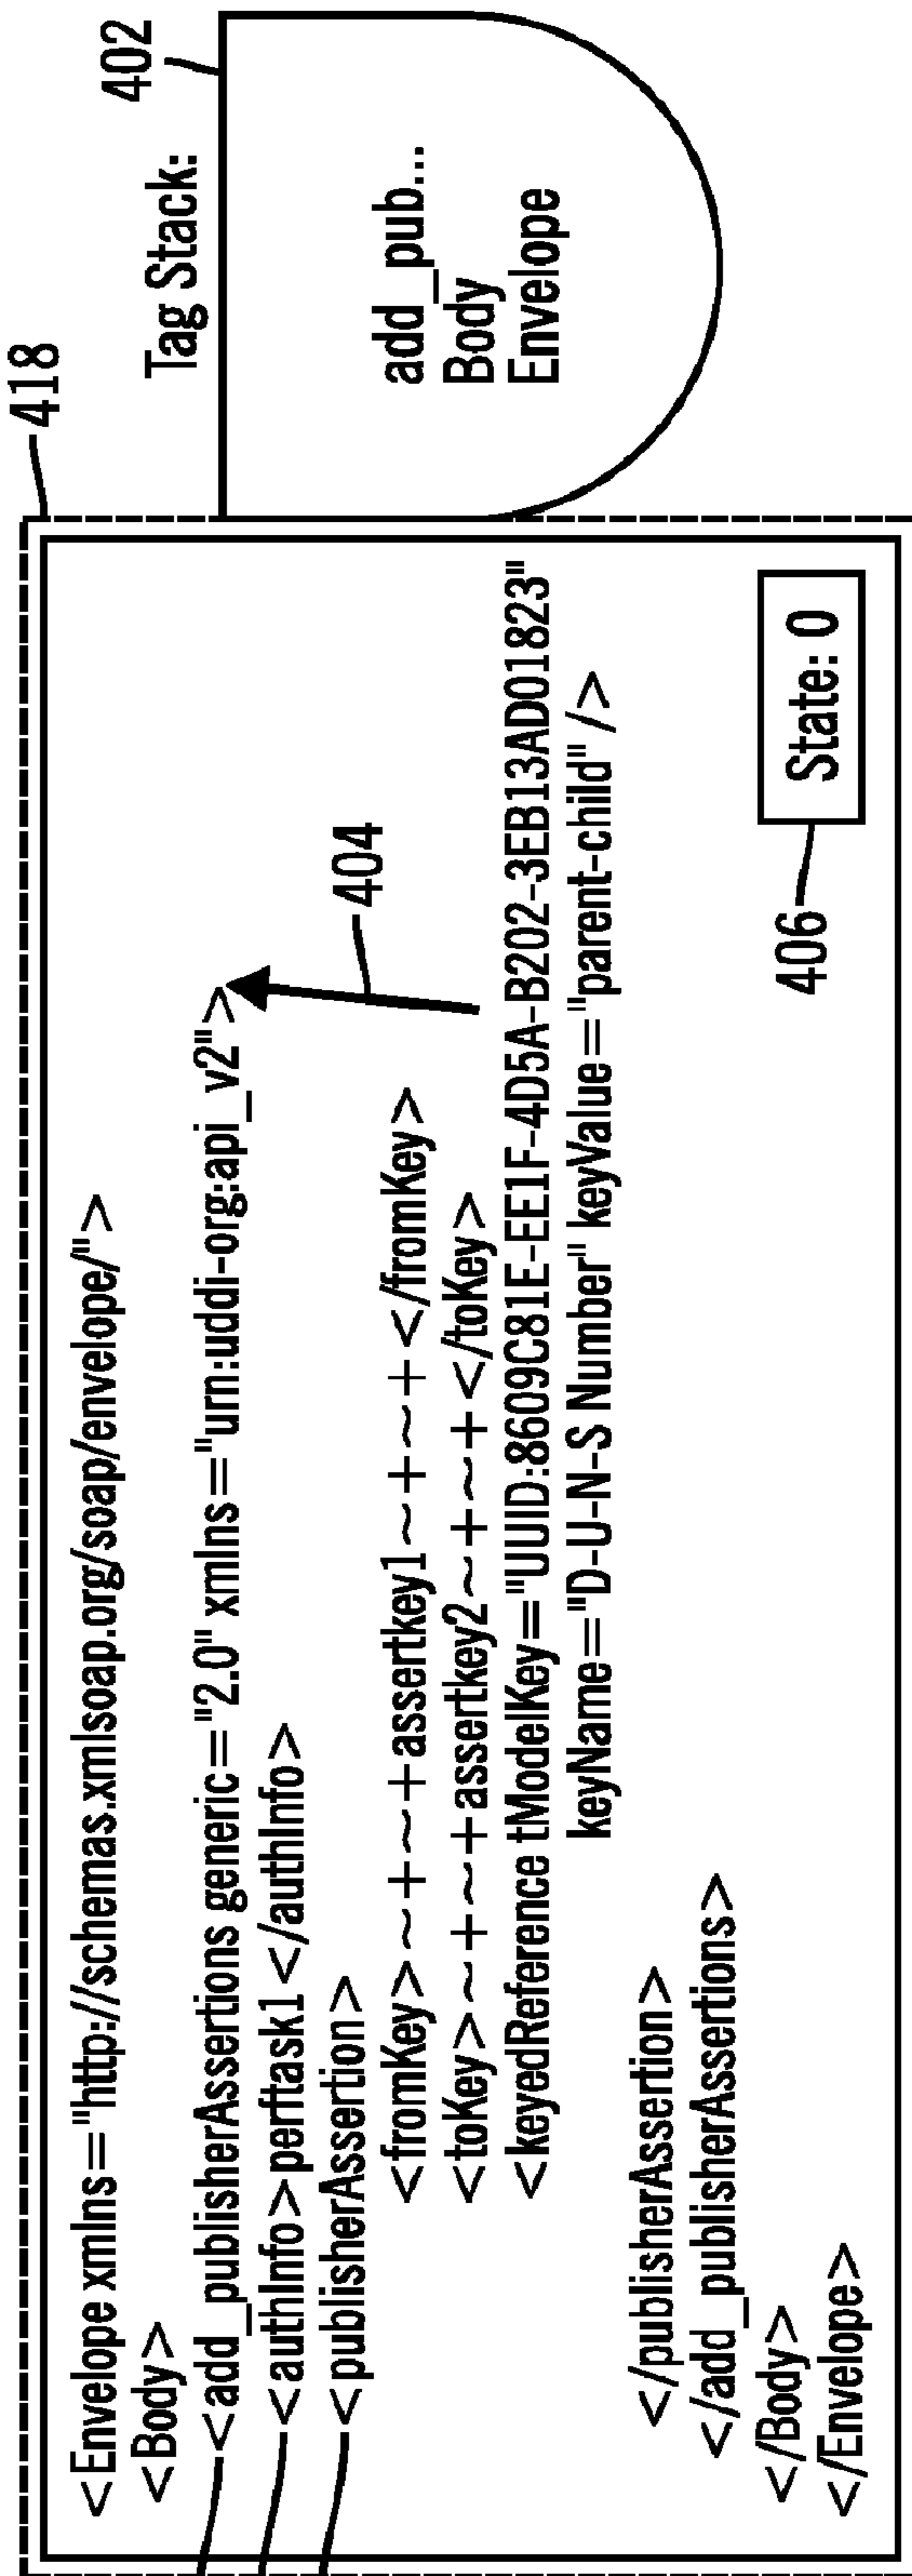 418
<Envelope xmlns="http://schemas.xmlsoap.org/soap/envelope/">
<Body>
<add_publisherAssertions generic="2.0" xmlns="urn:uddi-org:api_v2">
<authInfo>perftask1 </authInfo>
<publisherAssertion>
404
<fromKey>~+~+assertkey1~+~+</fromKey>
<toKey>~+~+assertkey2~+~+</toKey>
<keyedReference tModelKey="UUID:8609C81E-EE1F-4D5A-B202-3EB13AD01823"
keyName="D-U-N-S Number" keyValue="parent-child" />
</publisherAssertion>
</add_publisherAssertions>
</Body>
</Envelope>
406
State: 0
Tag Stack:
402
add_pub...
Body
Envelope